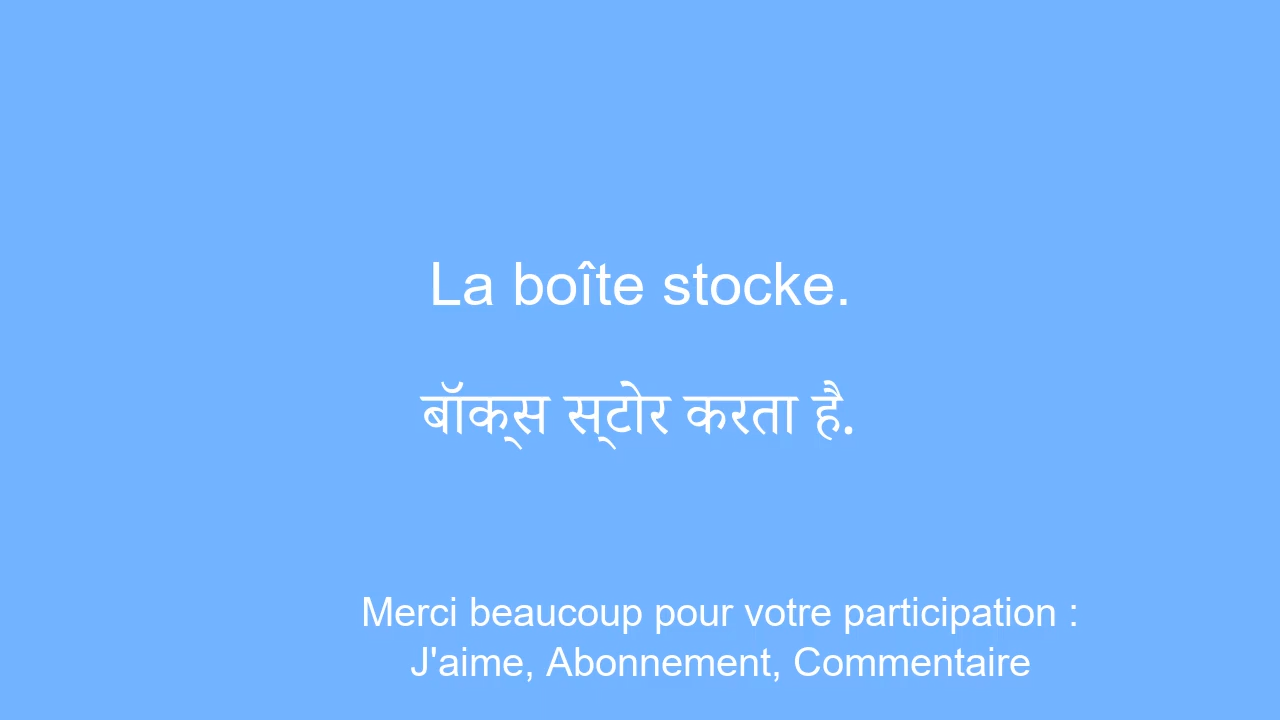 La boîte stocke.
बॉक्स स्टोर करता है.
Merci beaucoup pour votre participation :
J'aime, Abonnement, Commentaire